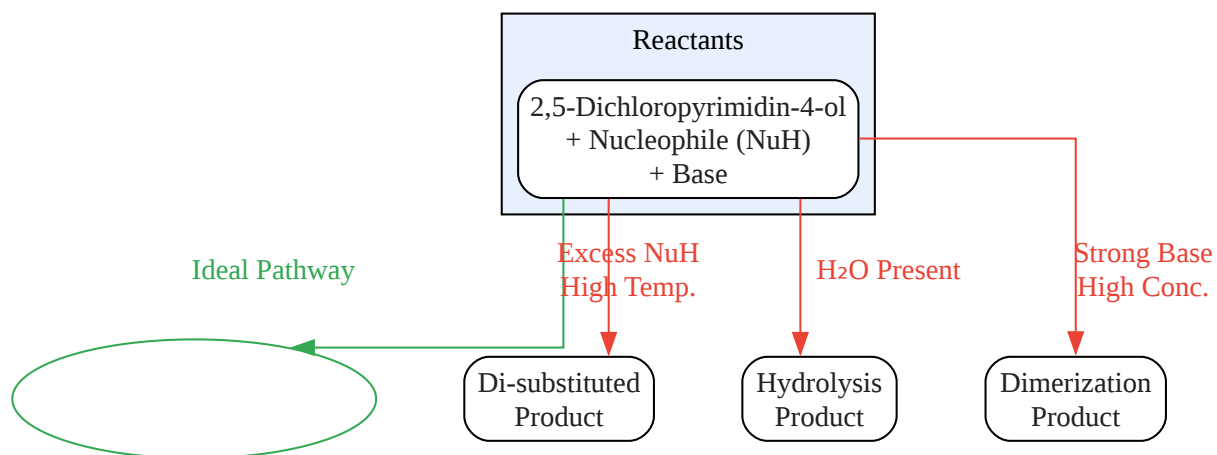 Reactants
2,5-Dichloropyrimidin-4-ol
+ Nucleophile (NuH)
+ Base
Ideal Pathway
Excess NuH
High Temp.
H₂O Present
Strong Base
High Conc.
Di-substituted
Product
Hydrolysis
Product
Dimerization
Product